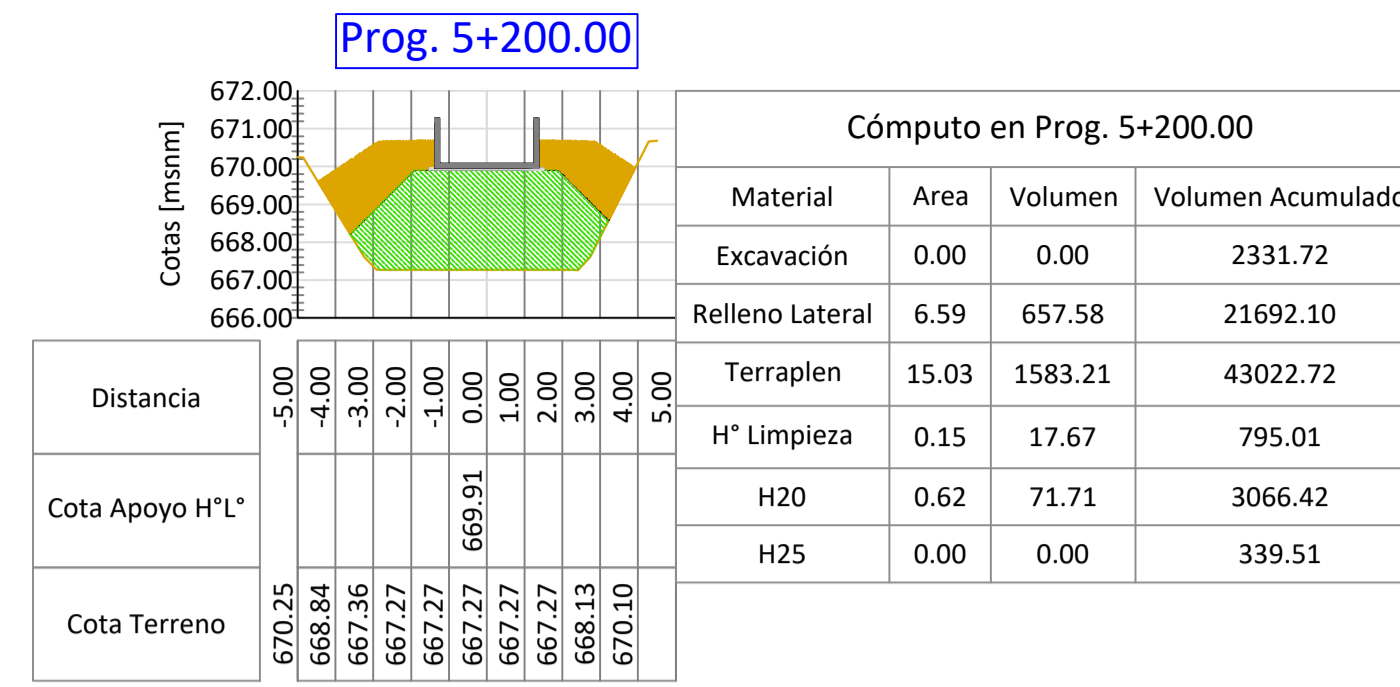 Prog. 5+200.00
Cotas [msnm]
672.00
671.00
670.00
669.00
668.00
667.00
666.00
Distancia -5.00 -4.00 -3.00 -2.00 -1.00 0.00 1.00 2.00 3.00 4.00 5.00
Cota Apoyo H°L° 669.91
Cota Terreno 670.25 668.84 667.36 667.27 667.27 667.27 667.27 667.27 668.13 670.10
Cómputo en Prog. 5+200.00
Material Area Volumen Volumen Acumulado
Excavación 0.00 0.00 2331.72
Relleno Lateral 6.59 657.58 21692.10
Terraplen 15.03 1583.21 43022.72
H° Limpieza 0.15 17.67 795.01
H20 0.62 71.71 3066.42
H25 0.00 0.00 339.51